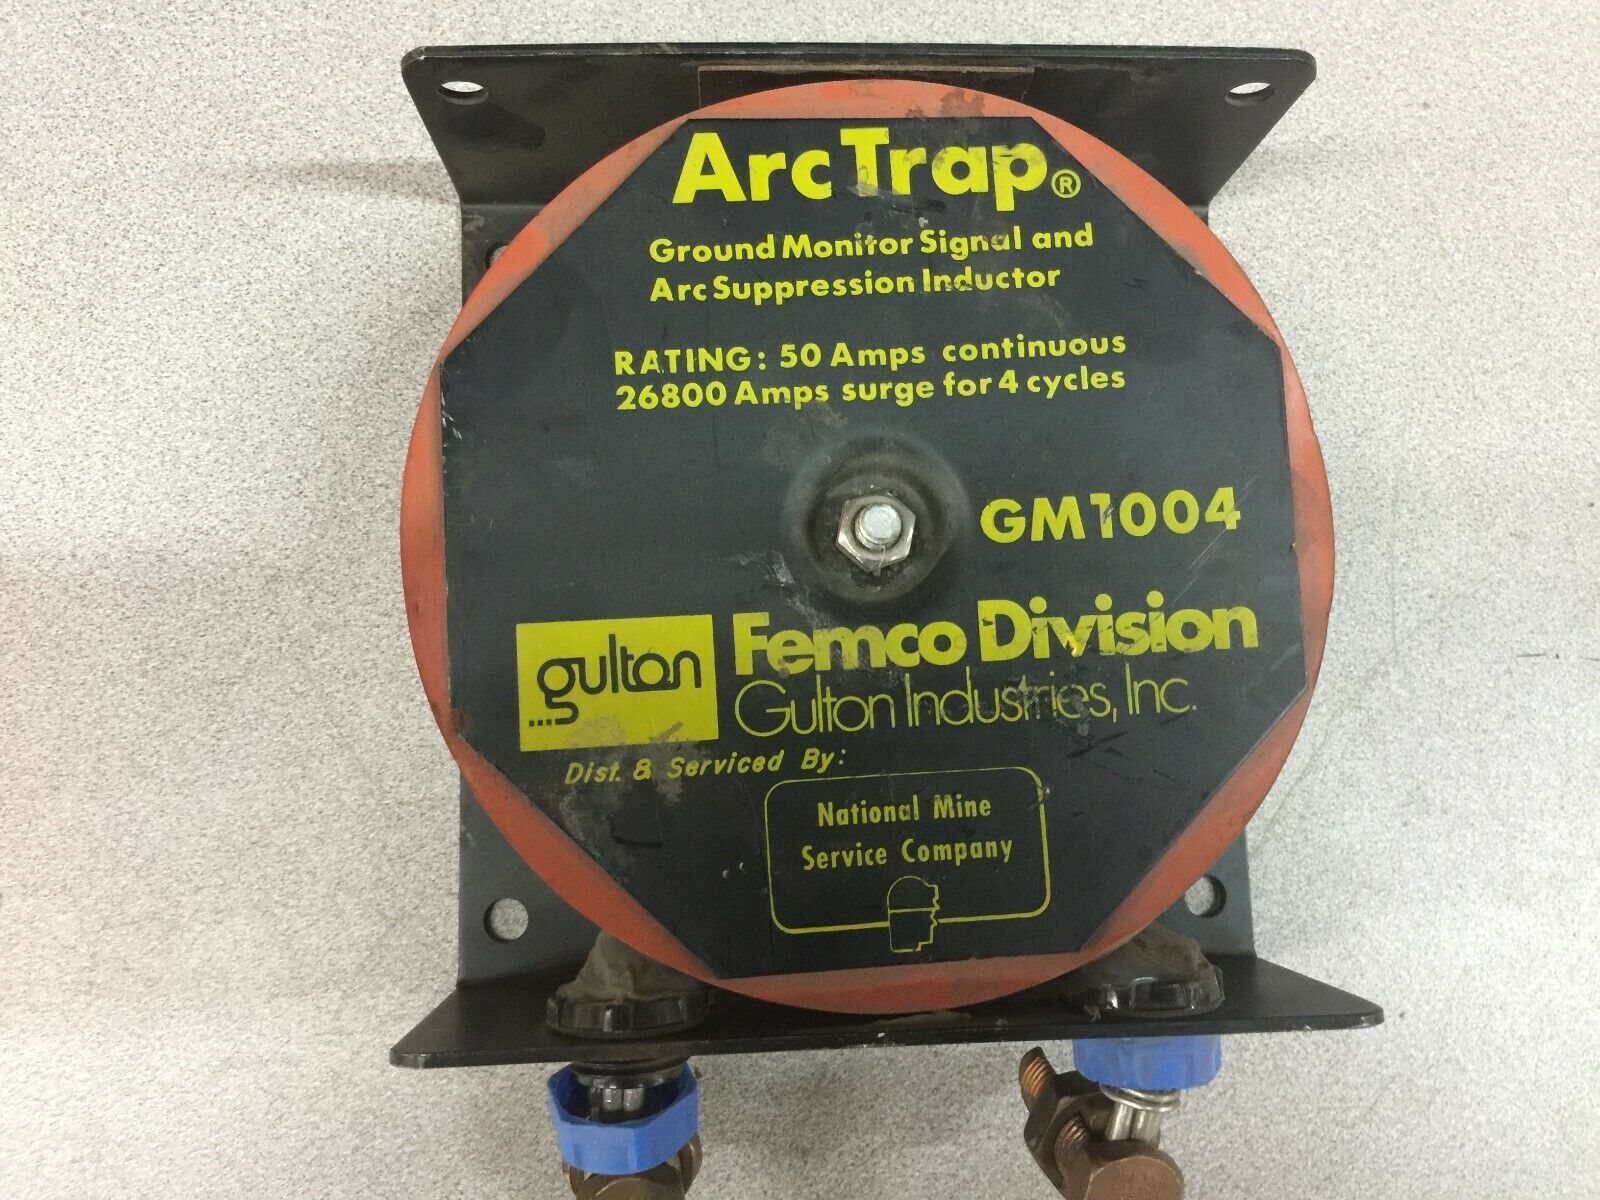 ArcTrap®
Ground Monitor Signal and
Arc Suppression Inductor
RATING: 50 Amps continuous
26800 Amps surge for 4 cycles
GM1004
gulton
Femco Division
Gulton Industries, Inc.
Dist. & Serviced By:
National Mine
Service Company